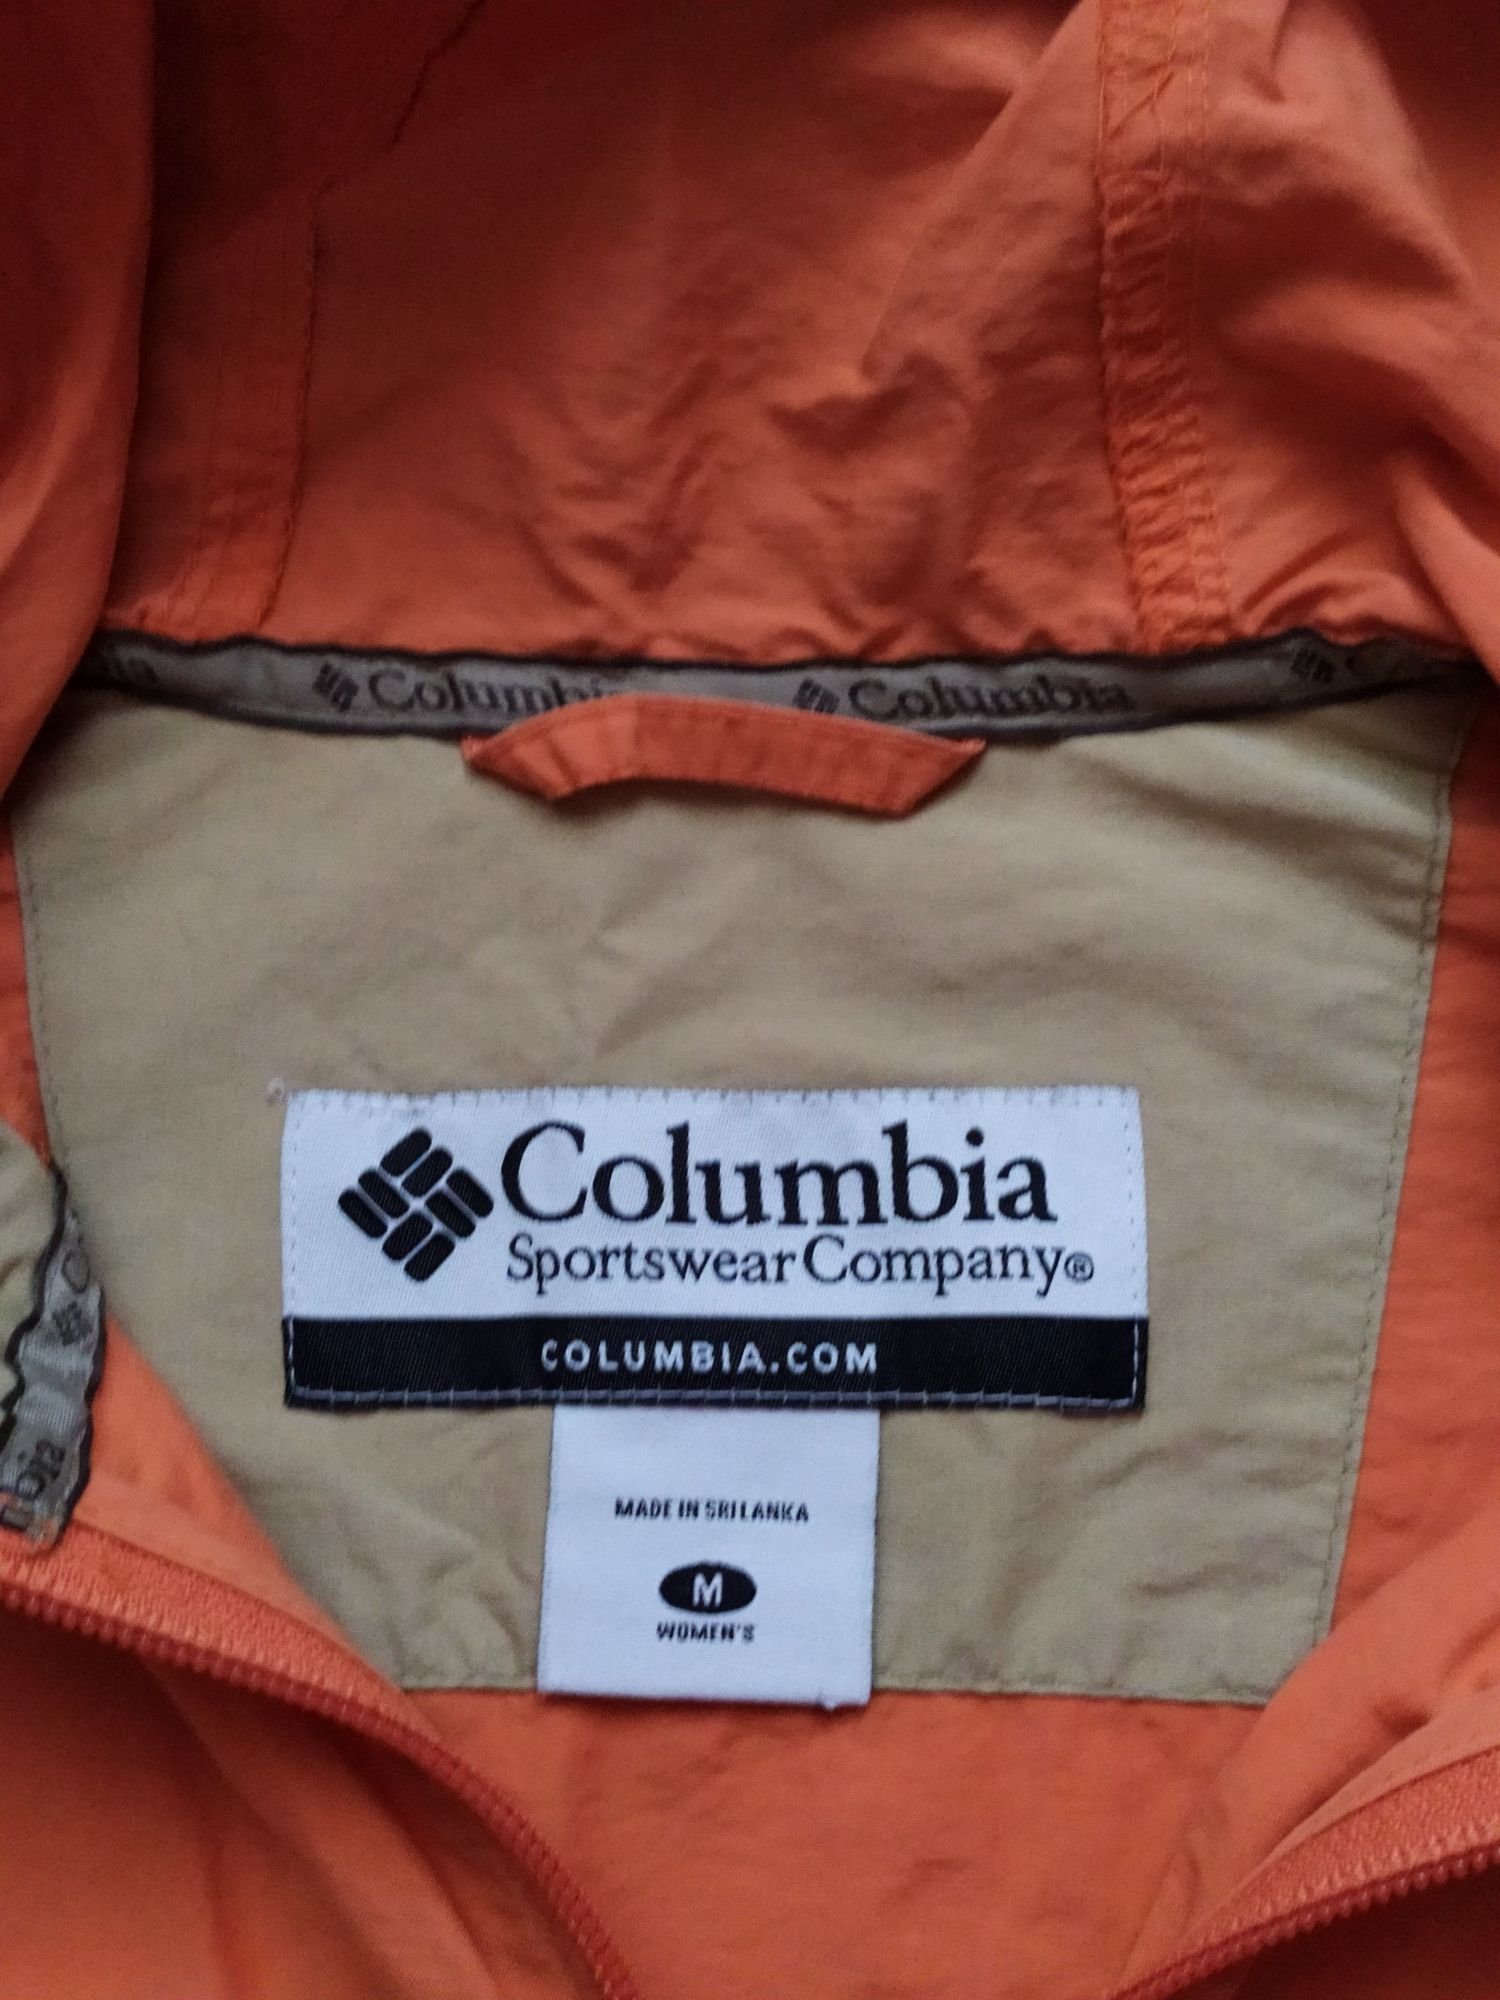 Columbia Columbia
Columbia
Sportswear Company®
COLUMBIA.COM
MADE IN SRI LANKA
M
WOMEN'S